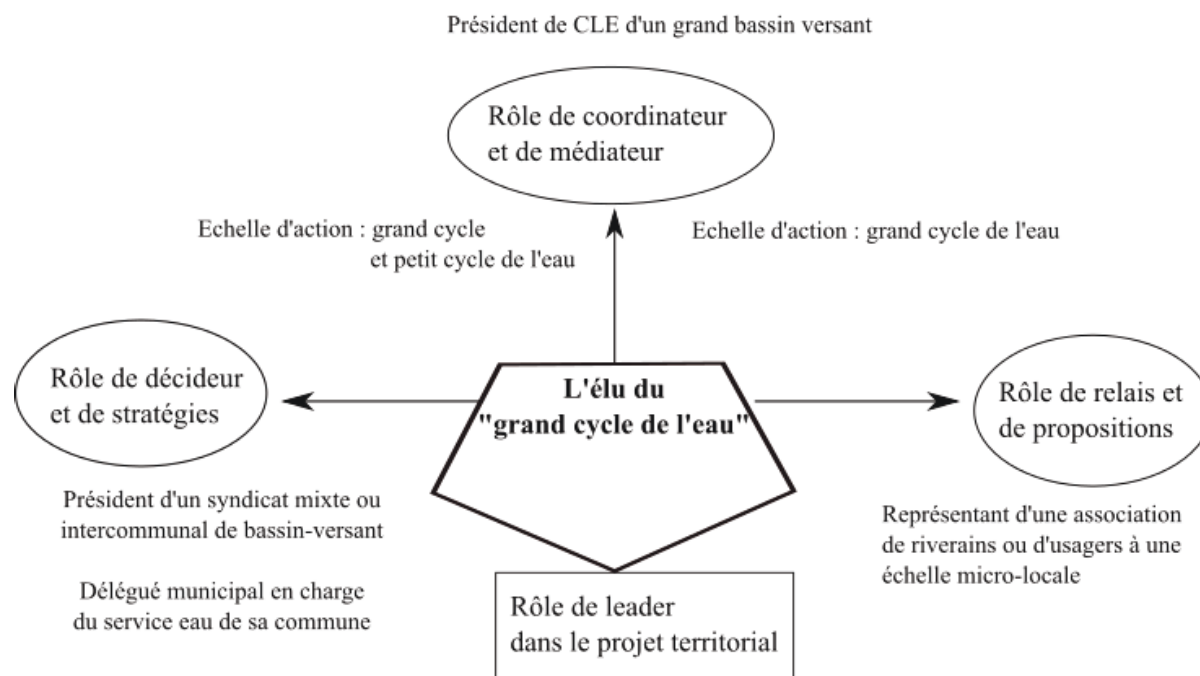 Président de CLE d'un grand bassin versant
Rôle de coordinateur
et de médiateur
Echelle d'action : grand cycle
et petit cycle de l'eau
Echelle d'action : grand cycle de l'eau
Rôle de décideur
et de stratégies
L'élu du
"grand cycle de l'eau"
Rôle de relais et
de propositions
Président d'un syndicat mixte ou
intercommunal de bassin-versant
Délégué municipal en charge
du service eau de sa commune
Représentant d'une association
de riverains ou d'usagers à une
échelle micro-locale
Rôle de leader
dans le projet territorial